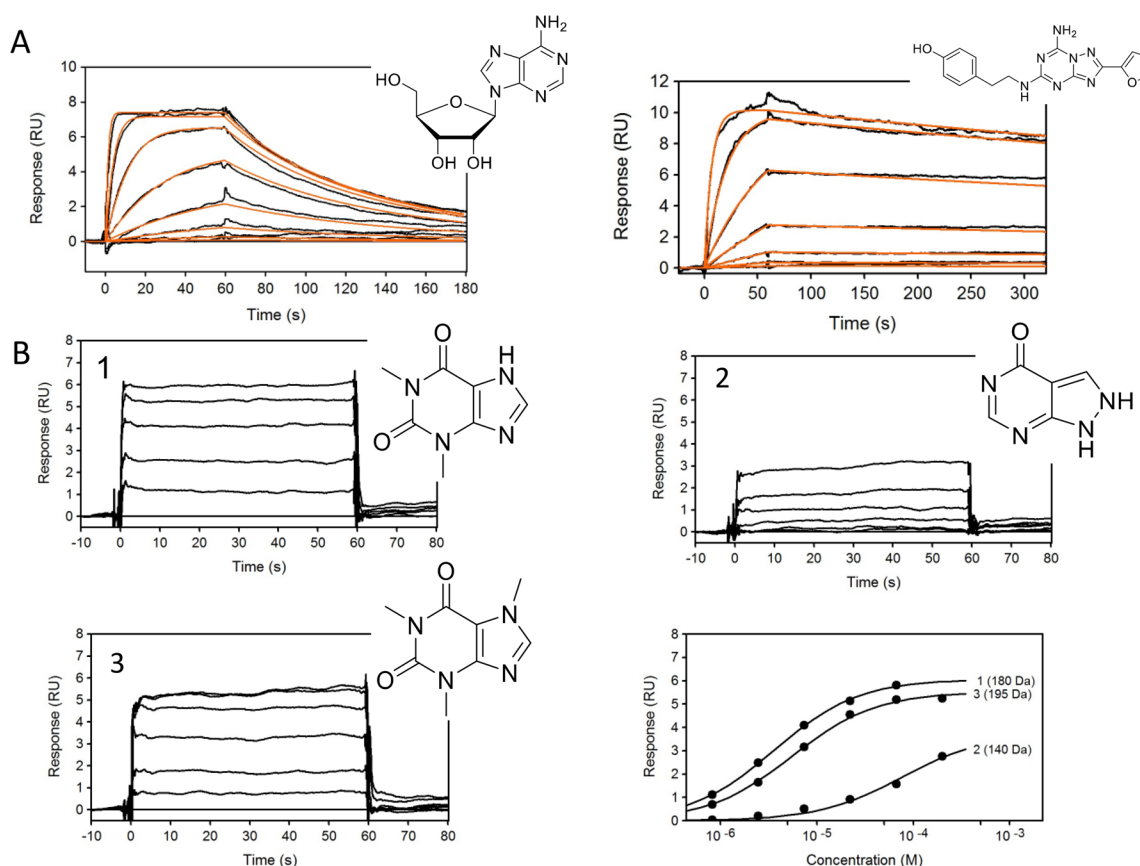 A
10
8
6
4
2
0
Response (RU)
0 20 40 60 80 100 120 140 160 180
Time (s)
NH2
N
N
N
N
HO
O
OH OH
12
10
8
6
4
2
0
Response (RU)
0 50 100 150 200 250 300
Time (s)
HO
NH2
N
N
N
N
N
N
H
O
B
1
8
7
6
5
4
3
2
1
0
Response (RU)
-10 0 10 20 30 40 50 60 70 80
Time (s)
O
H
N
N
O
N
N
2
8
7
6
5
4
3
2
1
0
Response (RU)
-10 0 10 20 30 40 50 60 70 80
Time (s)
O
N
NH
N
N
H
3
8
7
6
5
4
3
2
1
0
Response (RU)
-10 0 10 20 30 40 50 60 70 80
Time (s)
O
N
N
O
N
N
8
7
6
5
4
3
2
1
0
Response (RU)
1 (180 Da)
3 (195 Da)
2 (140 Da)
10-6 10-5 10-4 10-3
Concentration (M)